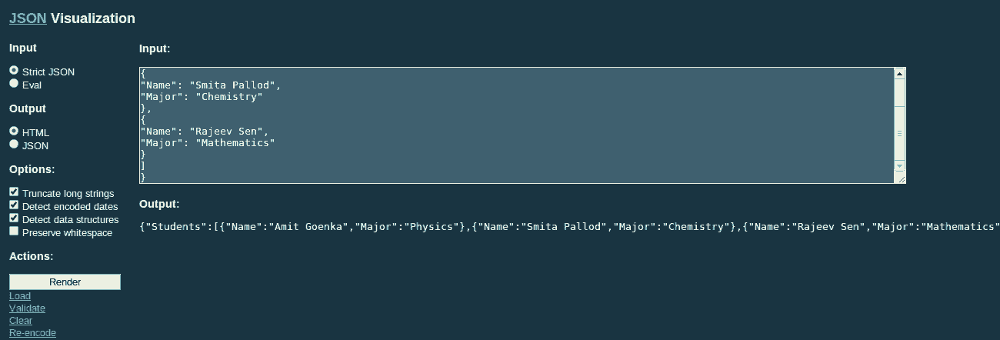 JSON Visualization
Input
Strict JSON
Eval
Output
HTML
JSON
Options:
Truncate long strings
Detect encoded dates
Detect data structures
Preserve whitespace
Actions:
Render
Load
Validate
Clear
Re-encode
Input:
{
"Name": "Smita Pallod",
"Major": "Chemistry"
},
{
"Name": "Rajeev Sen",
"Major": "Mathematics"
}
]
}
Output:
{"Students":[{"Name":"Amit Goenka","Major":"Physics"},{"Name":"Smita Pallod","Major":"Chemistry"},{"Name":"Rajeev Sen","Major":"Mathematics"